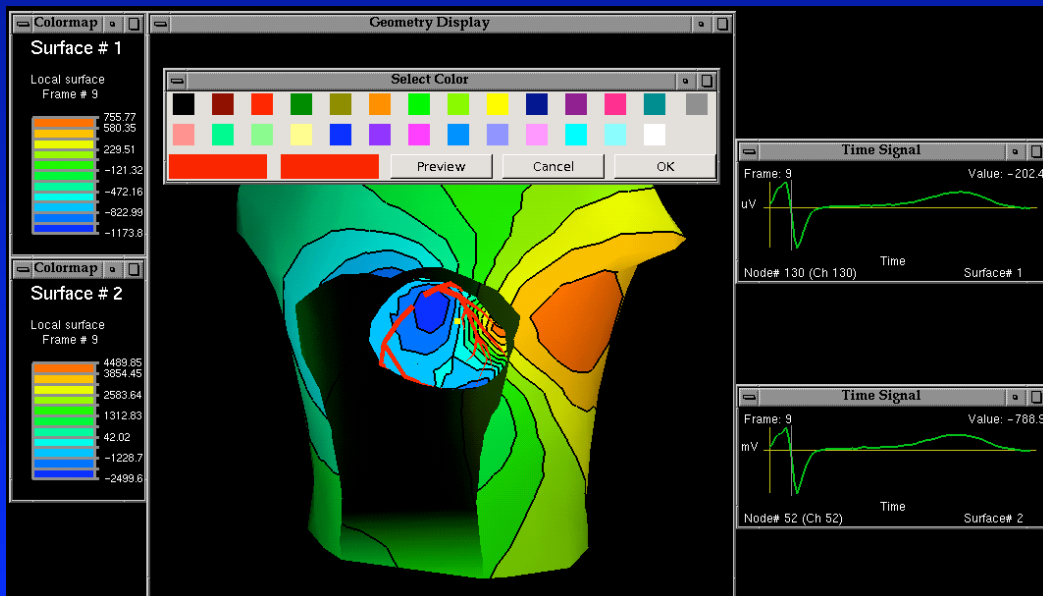 Colormap
Surface # 1
Local surface
Frame # 9
755.77
580.35
229.51
-121.32
-472.16
-822.99
-1173.8
Colormap
Surface # 2
Local surface
Frame # 9
4489.85
3854.45
2583.64
1312.83
42.02
-1228.7
-2499.6
Geometry Display
Select Color
Preview Cancel OK
Time Signal
Frame: 9 Value: -202.4
uV
Time
Node# 130 (Ch 130) Surface# 1
Time Signal
Frame: 9 Value: -788.9
mV
Time
Node# 52 (Ch 52) Surface# 2